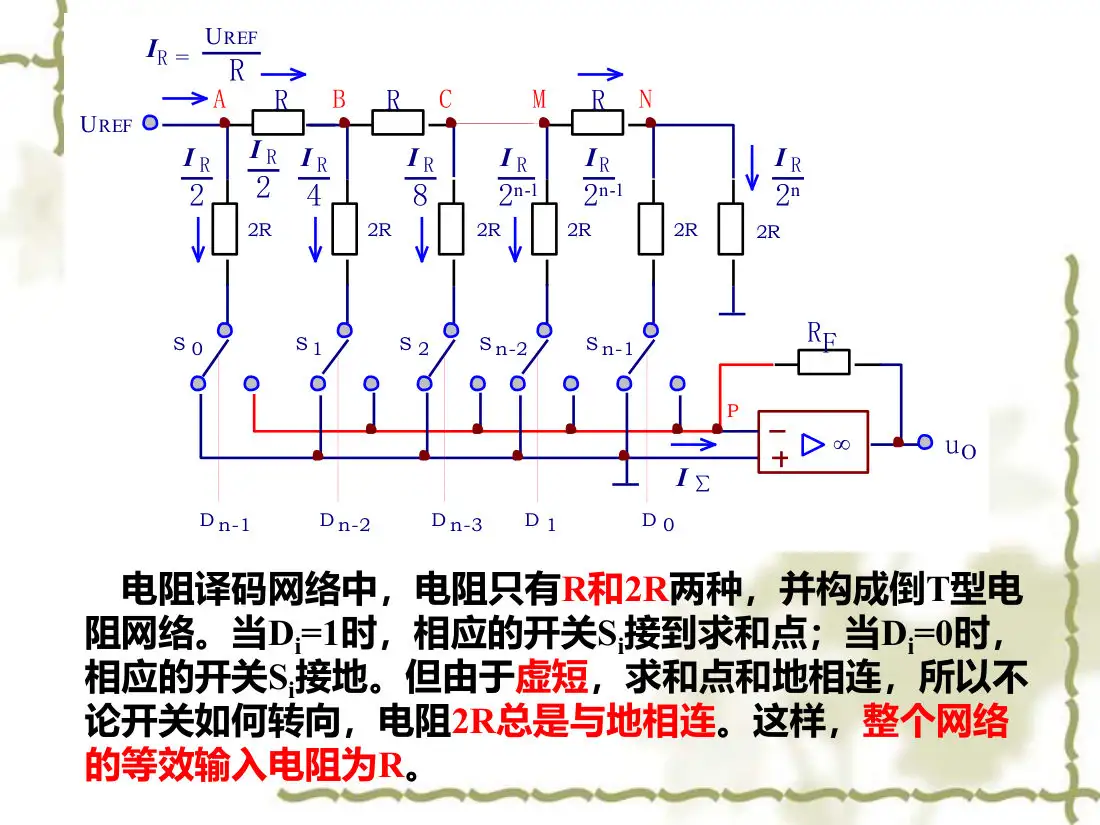 IR = UREF
R
A R B R C M R N
UREF
IR IR IR IR IR IR IR
2 2 4 8 2n-1 2n-1 2n
2R 2R 2R 2R 2R 2R
S0 S1 S2 Sn-2 Sn-1 RF
P
− ▷ ∞
+ uO
I∑
Dn-1 Dn-2 Dn-3 D1 D0
电阻译码网络中，电阻只有R和2R两种，并构成倒T型电
阻网络。当Di=1时，相应的开关Si接到求和点；当Di=0时，
相应的开关Si接地。但由于虚短，求和点和地相连，所以不
论开关如何转向，电阻2R总是与地相连。这样，整个网络
的等效输入电阻为R。